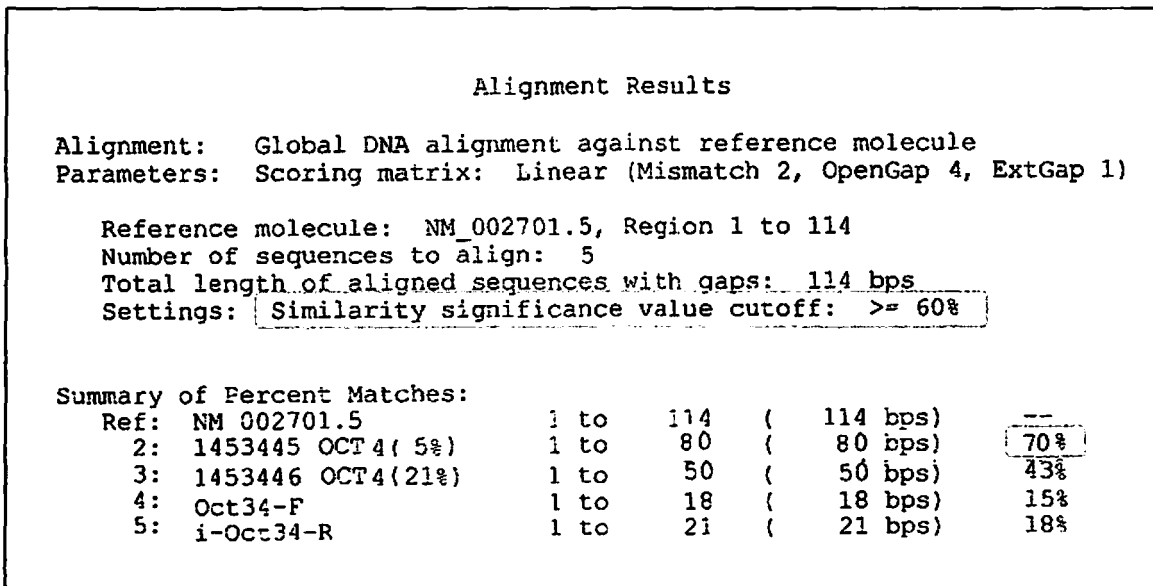 Alignment Results
Alignment: Global DNA alignment against reference molecule
Parameters: Scoring matrix: Linear (Mismatch 2, OpenGap 4, ExtGap 1)
Reference molecule: NM_002701.5, Region 1 to 114
Number of sequences to align: 5
Total length of aligned sequences with gaps: 114 bps
Settings: Similarity significance value cutoff: >= 60%
Summary of Percent Matches:
Ref: NM 002701.5 1 to 114 ( 114 bps) --
2: 1453445 OCT4( 5%) 1 to 80 ( 80 bps) 70%
3: 1453446 OCT4(21%) 1 to 50 ( 50 bps) 43%
4: Oct34-F 1 to 18 ( 18 bps) 15%
5: i-Oct34-R 1 to 21 ( 21 bps) 18%